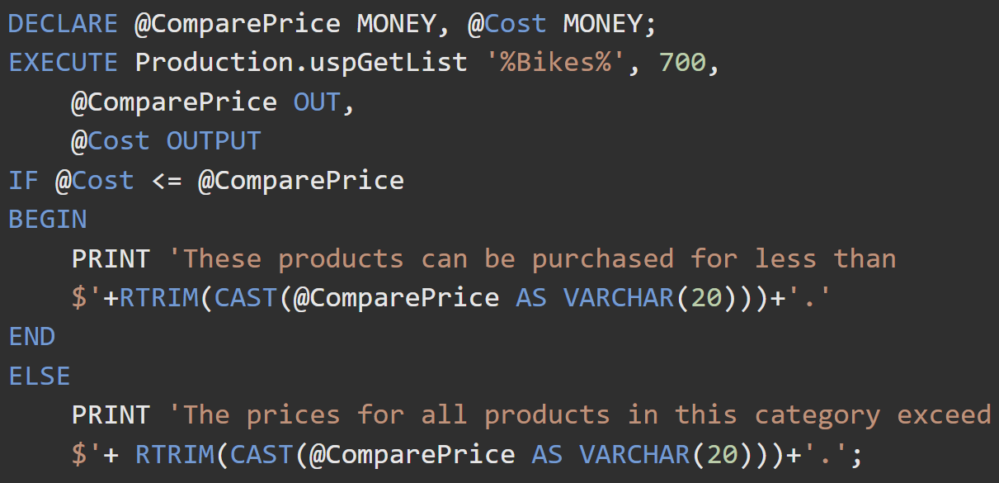 DECLARE @ComparePrice MONEY, @Cost MONEY;
EXECUTE Production.uspGetList '%Bikes%', 700,
    @ComparePrice OUT,
    @Cost OUTPUT
IF @Cost <= @ComparePrice
BEGIN
    PRINT 'These products can be purchased for less than
    $'+RTRIM(CAST(@ComparePrice AS VARCHAR(20)))+'.'
END
ELSE
    PRINT 'The prices for all products in this category exceed
    $'+ RTRIM(CAST(@ComparePrice AS VARCHAR(20)))+'.';